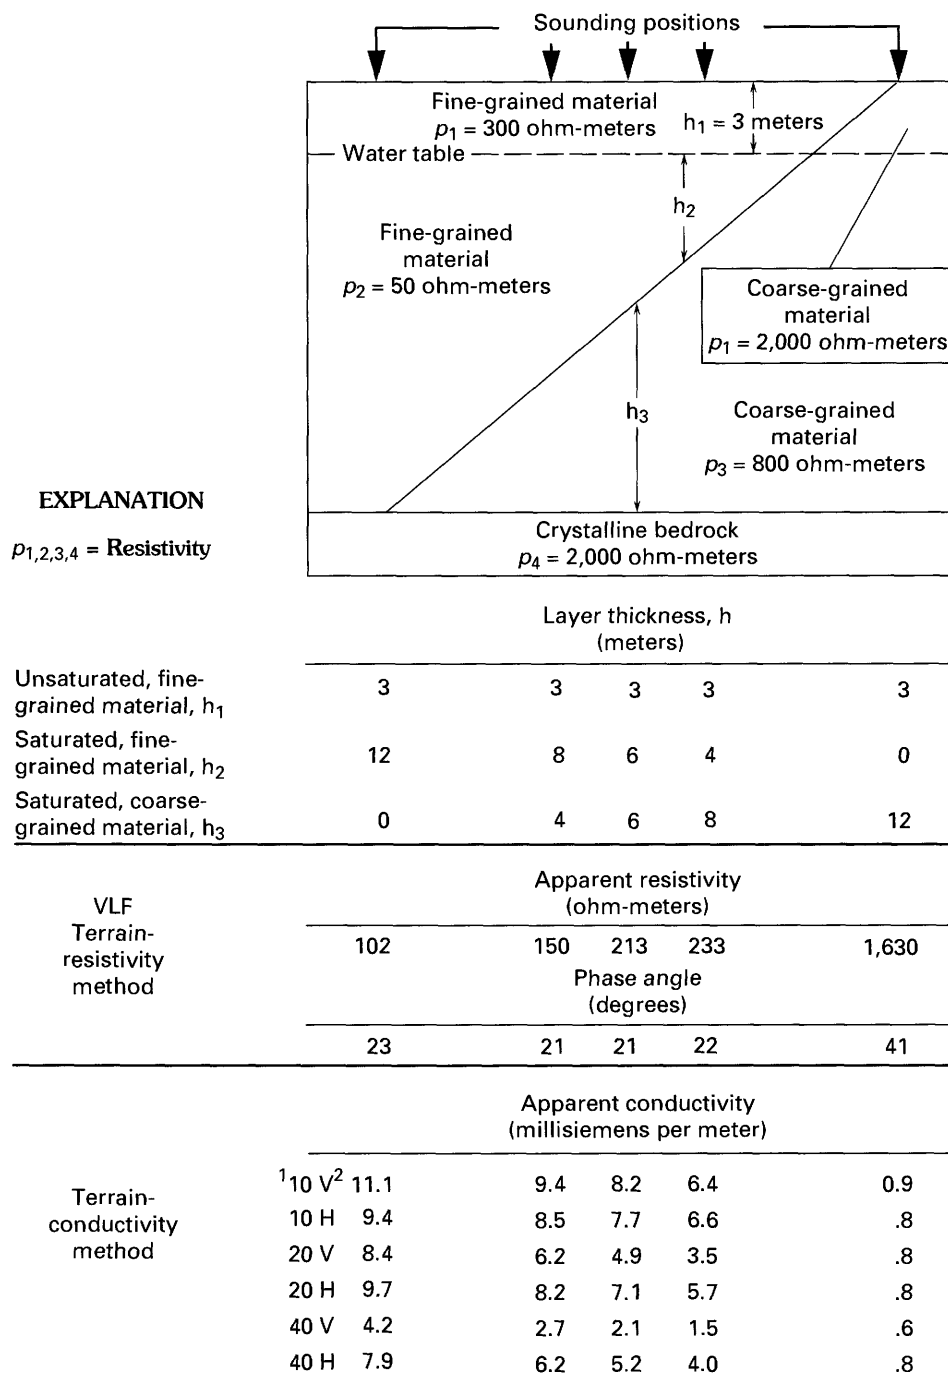 Sounding positions
Fine-grained material
p1 = 300 ohm-meters
h1 = 3 meters
Water table
h2
Fine-grained
material
p2 = 50 ohm-meters
Coarse-grained
material
p1 = 2,000 ohm-meters
h3
Coarse-grained
material
p3 = 800 ohm-meters
EXPLANATION
p1,2,3,4 = Resistivity
Crystalline bedrock
p4 = 2,000 ohm-meters
Layer thickness, h
(meters)
Unsaturated, fine-
grained material, h1 3 3 3 3 3
Saturated, fine-
grained material, h2 12 8 6 4 0
Saturated, coarse-
grained material, h3 0 4 6 8 12
VLF
Terrain-
resistivity
method
Apparent resistivity
(ohm-meters)
102 150 213 233 1,630
Phase angle
(degrees)
23 21 21 22 41
Terrain-
conductivity
method
Apparent conductivity
(millisiemens per meter)
¹10 V² 11.1 9.4 8.2 6.4 0.9
10 H 9.4 8.5 7.7 6.6 .8
20 V 8.4 6.2 4.9 3.5 .8
20 H 9.7 8.2 7.1 5.7 .8
40 V 4.2 2.7 2.1 1.5 .6
40 H 7.9 6.2 5.2 4.0 .8